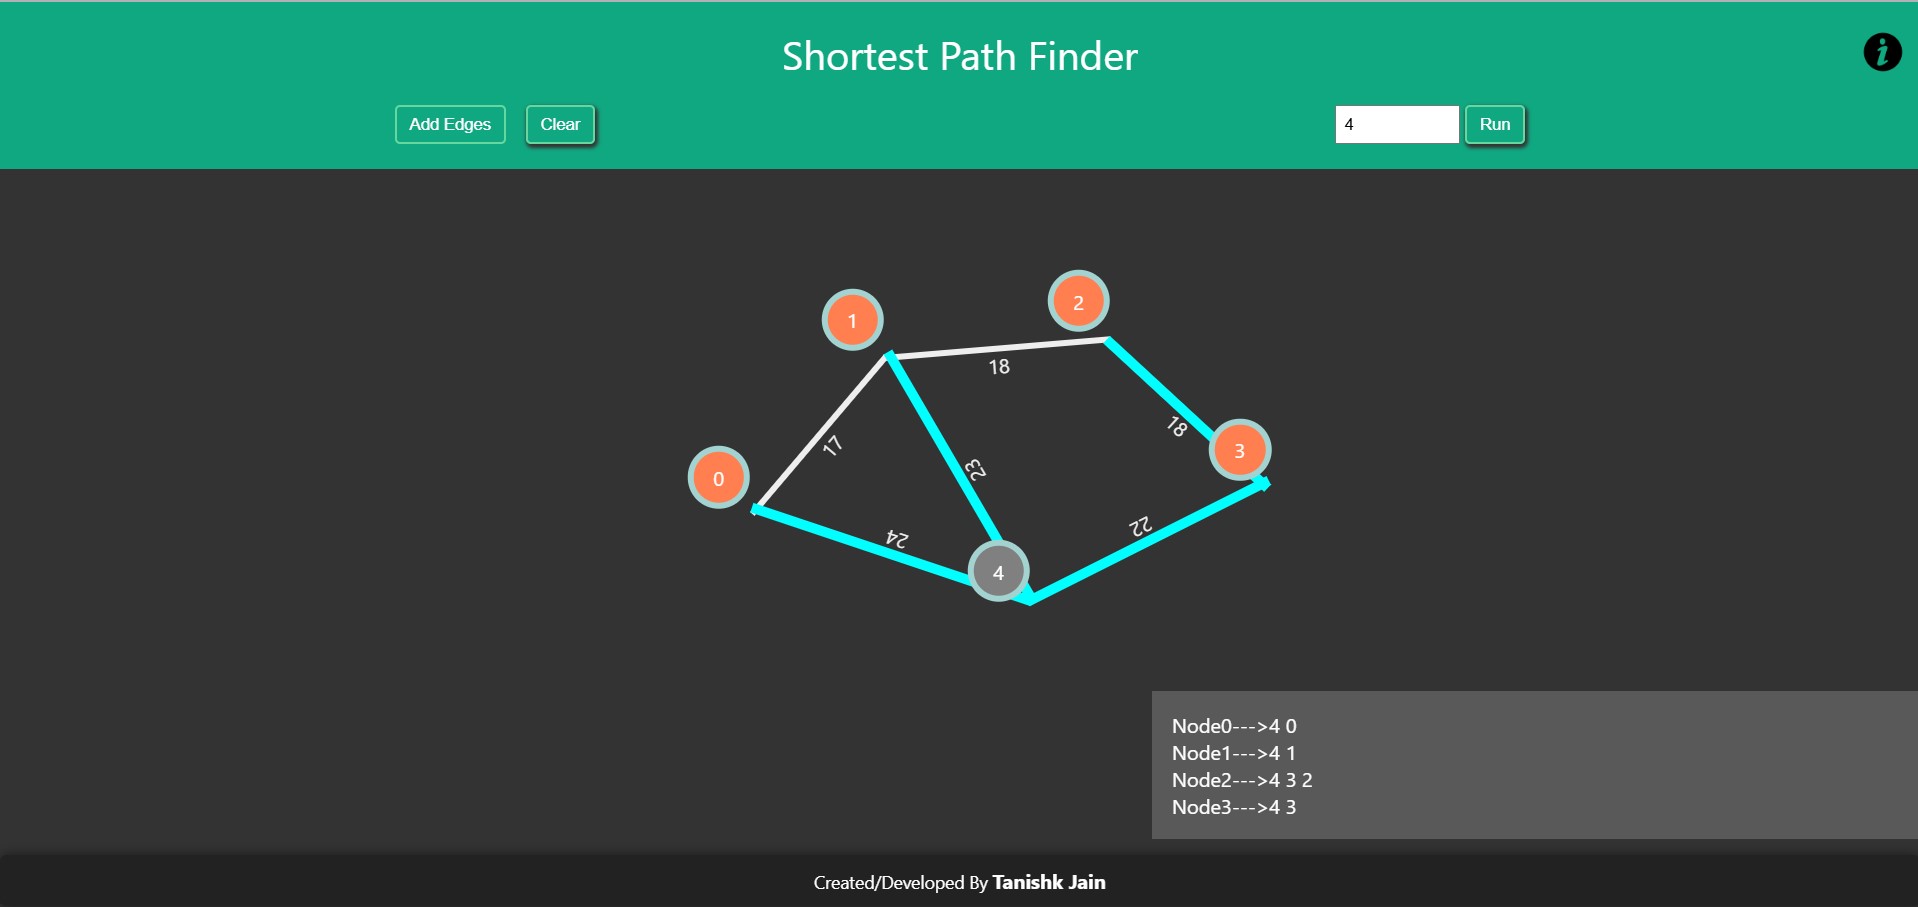 Shortest Path Finder
i
Add Edges
Clear
4
Run
1
2
18
17
18
3
0
23
24
22
4
Node0--->4 0
Node1--->4 1
Node2--->4 3 2
Node3--->4 3
Created/Developed By Tanishk Jain